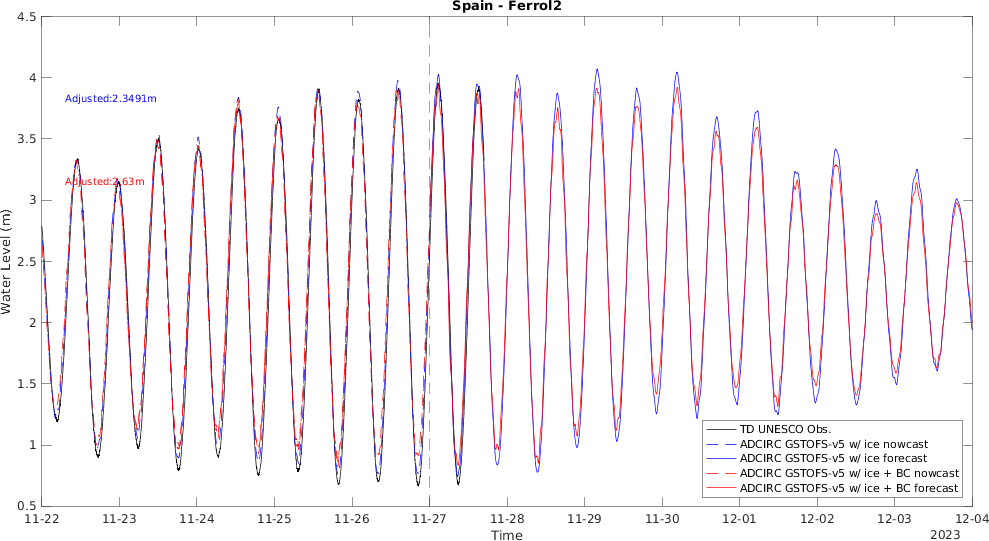 Spain - Ferrol2
4.5
4
3.5
3
2.5
2
1.5
1
0.5
Water Level (m)
Adjusted:2.3491m
Adjusted:2.63m
TD UNESCO Obs.
ADCIRC GSTOFS-v5 w/ ice nowcast
ADCIRC GSTOFS-v5 w/ ice forecast
ADCIRC GSTOFS-v5 w/ ice + BC nowcast
ADCIRC GSTOFS-v5 w/ ice + BC forecast
11-22 11-23 11-24 11-25 11-26 11-27 11-28 11-29 11-30 12-01 12-02 12-03 12-04
Time
2023